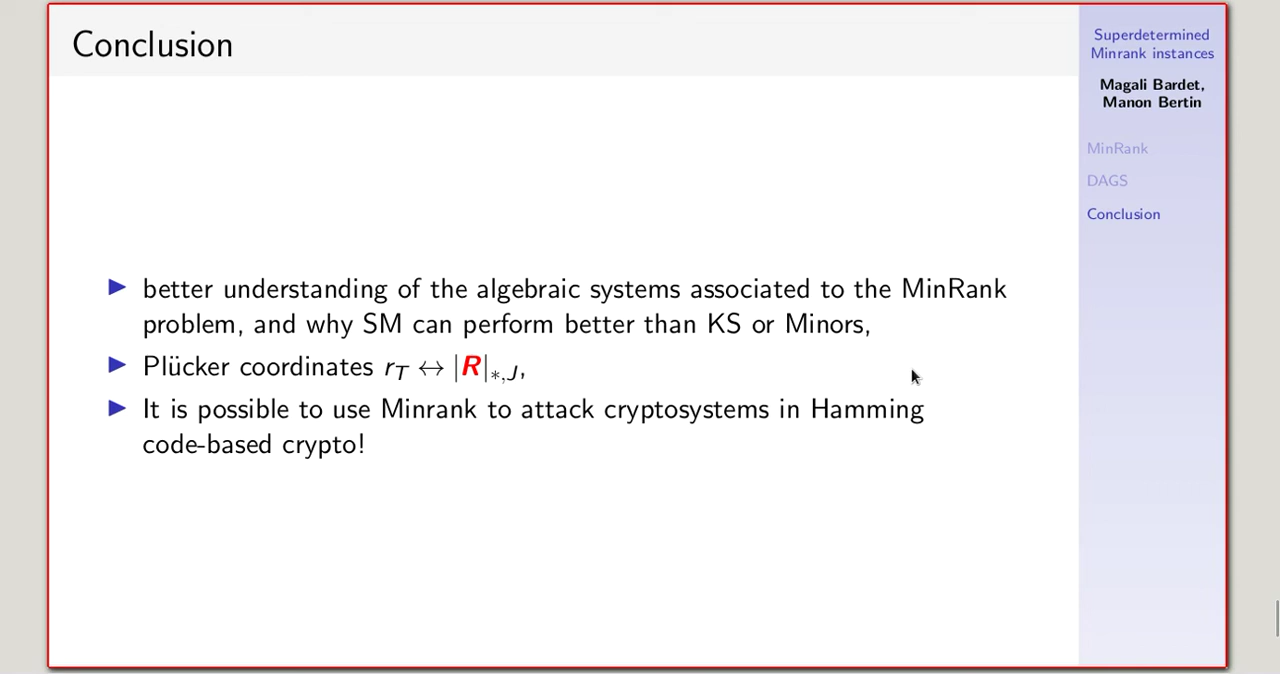 Conclusion
▶ better understanding of the algebraic systems associated to the MinRank
problem, and why SM can perform better than KS or Minors,
▶ Plücker coordinates r_T ↔ |R|_{*,J},
▶ It is possible to use Minrank to attack cryptosystems in Hamming
code-based crypto!
Superdetermined
Minrank instances
Magali Bardet,
Manon Bertin
MinRank
DAGS
Conclusion